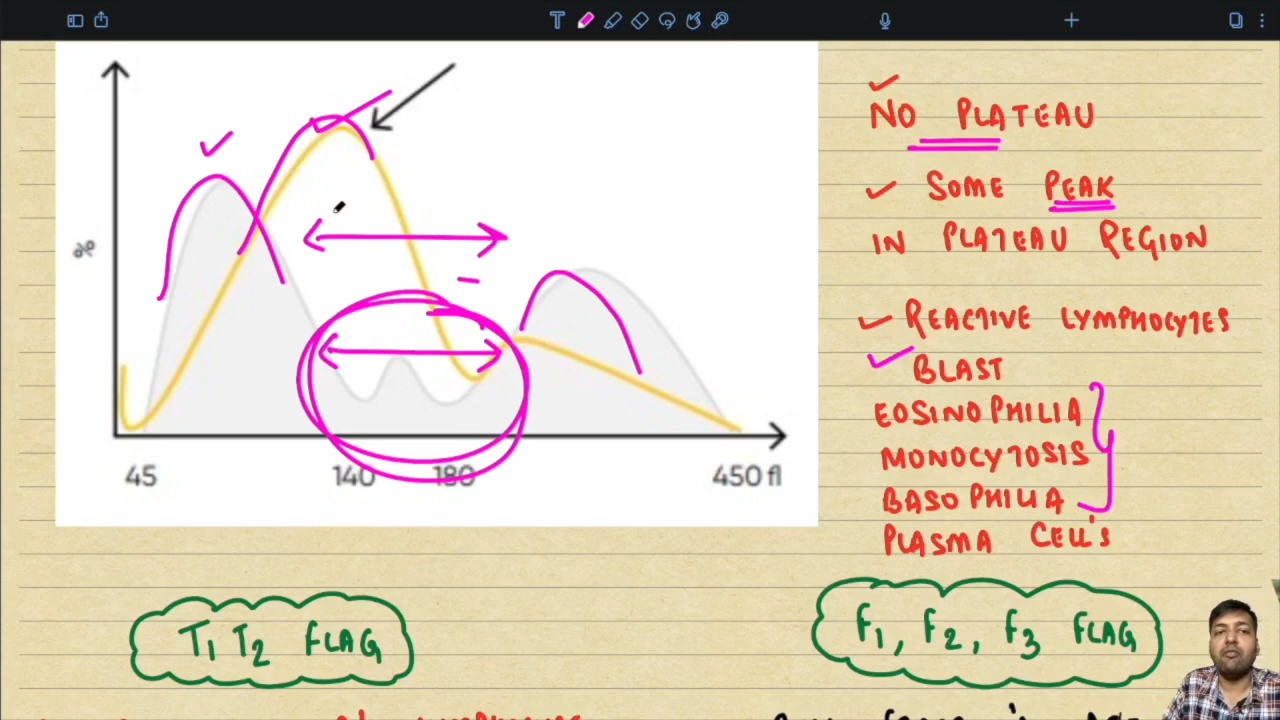 %
45
140
180
450 fl
NO PLATEAU
SOME PEAK
IN PLATEAU REGION
REACTIVE LYMPHOCYTES
BLAST
EOSINOPHILIA
MONOCYTOSIS
BASOPHILIA
PLASMA CELL'S
T1 T2 FLAG
F1, F2, F3 FLAG